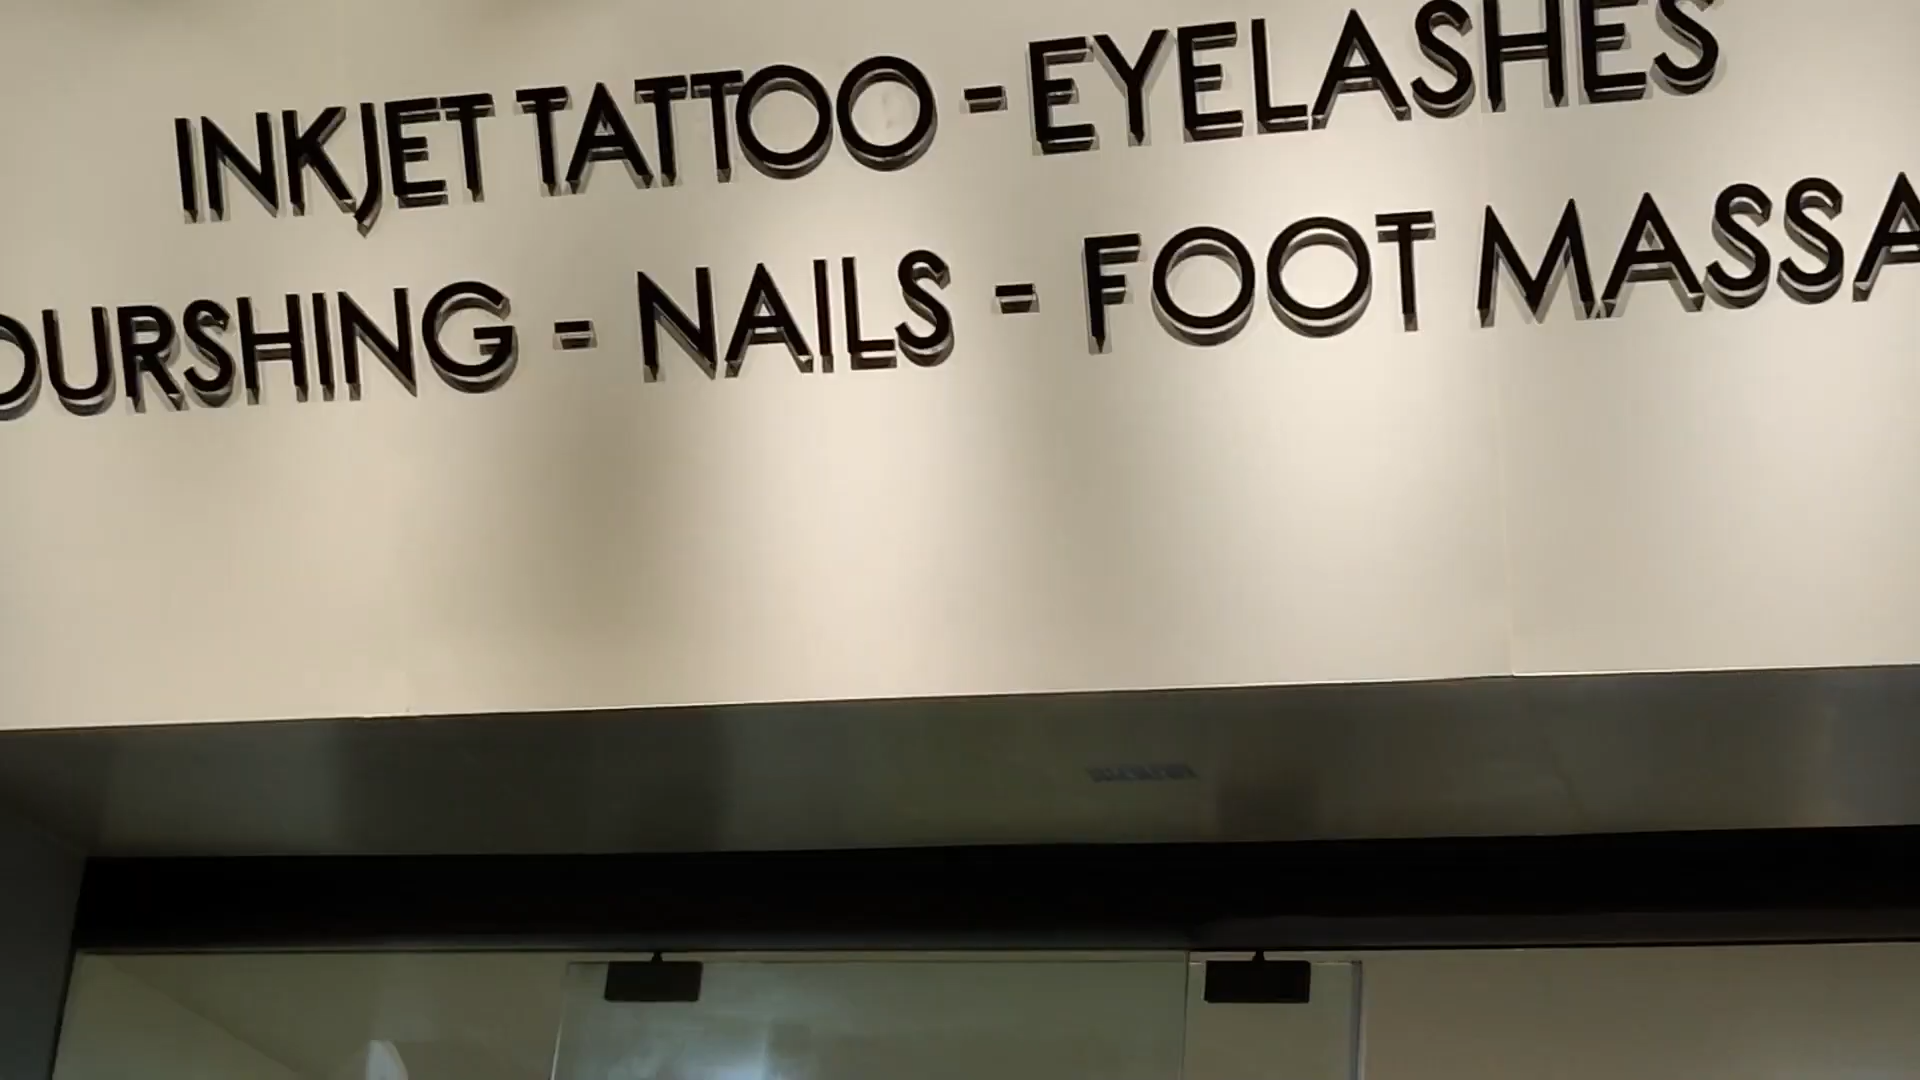 INKJET TATTOO - EYELASHES
OURSHING - NAILS - FOOT MASSA